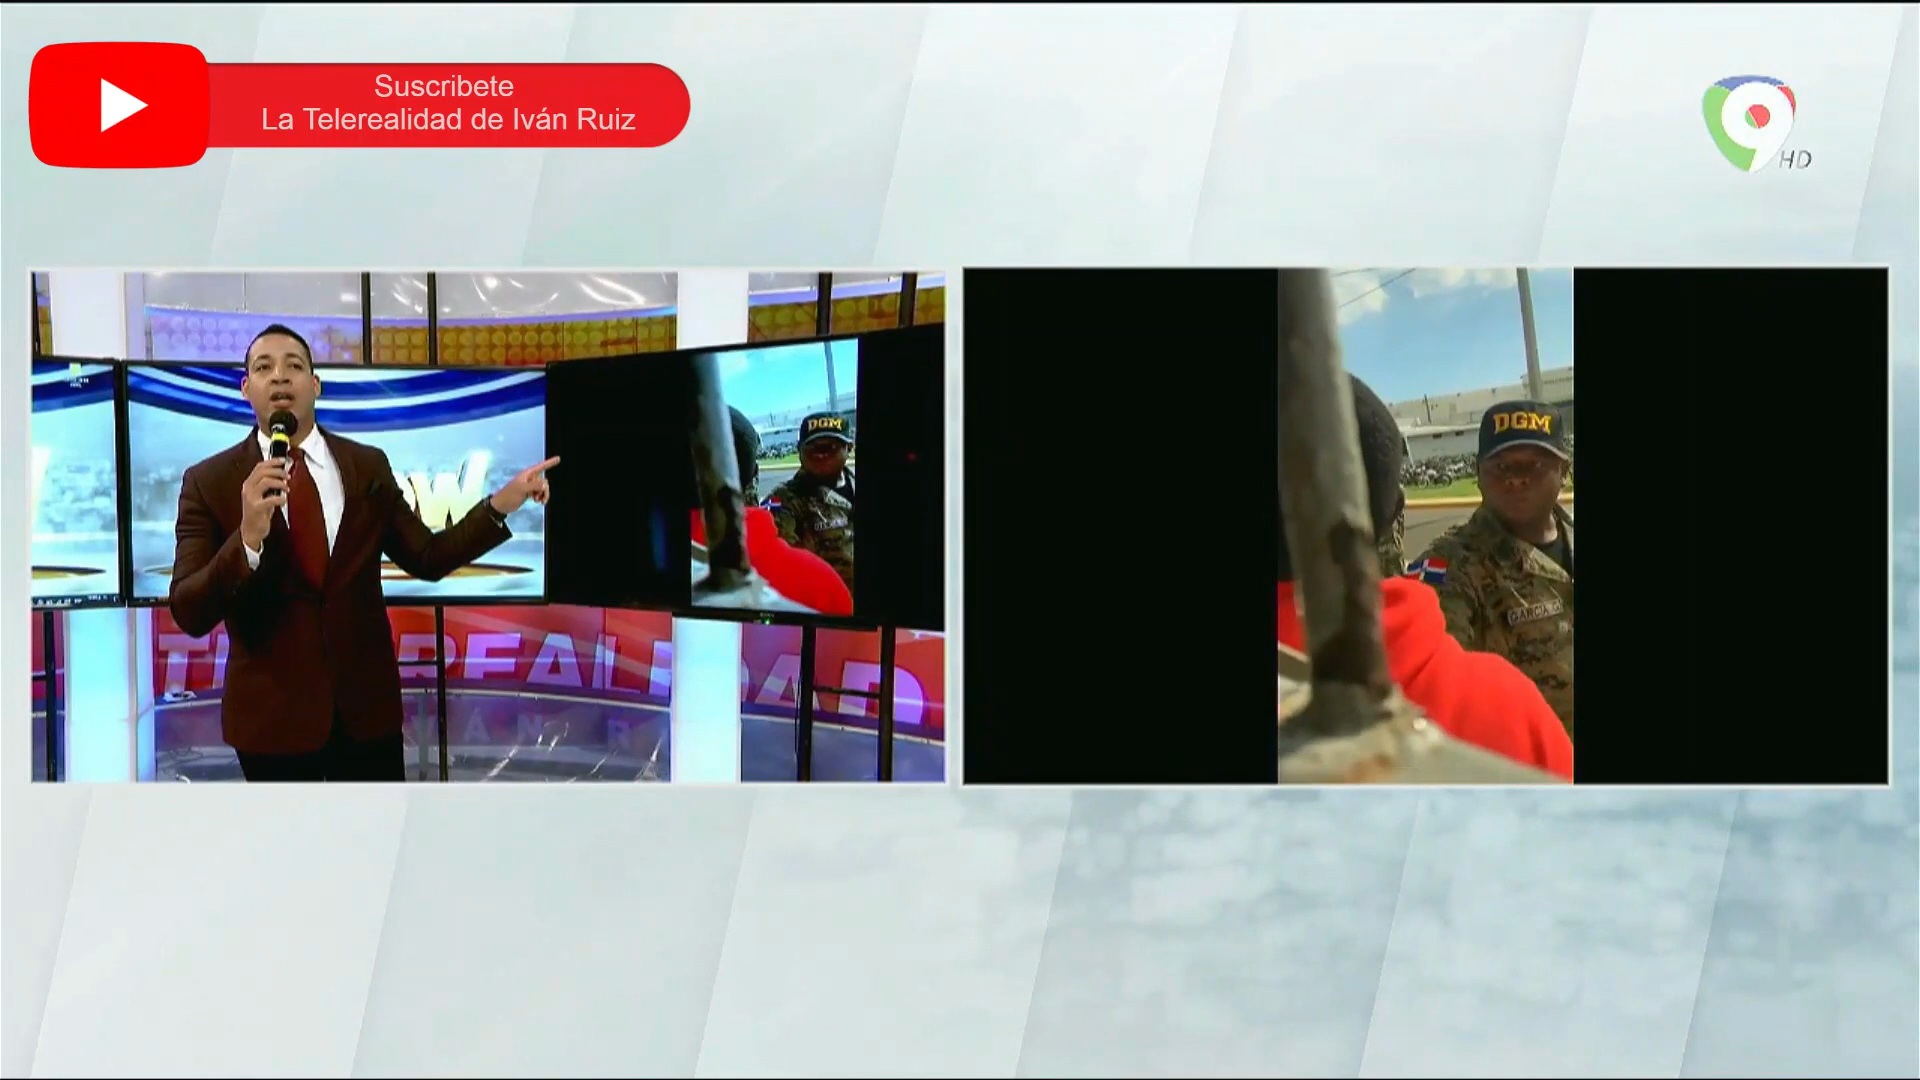 Suscribete
La Telerealidad de Iván Ruiz
9
HD
DGM
DGM
GARCIA G